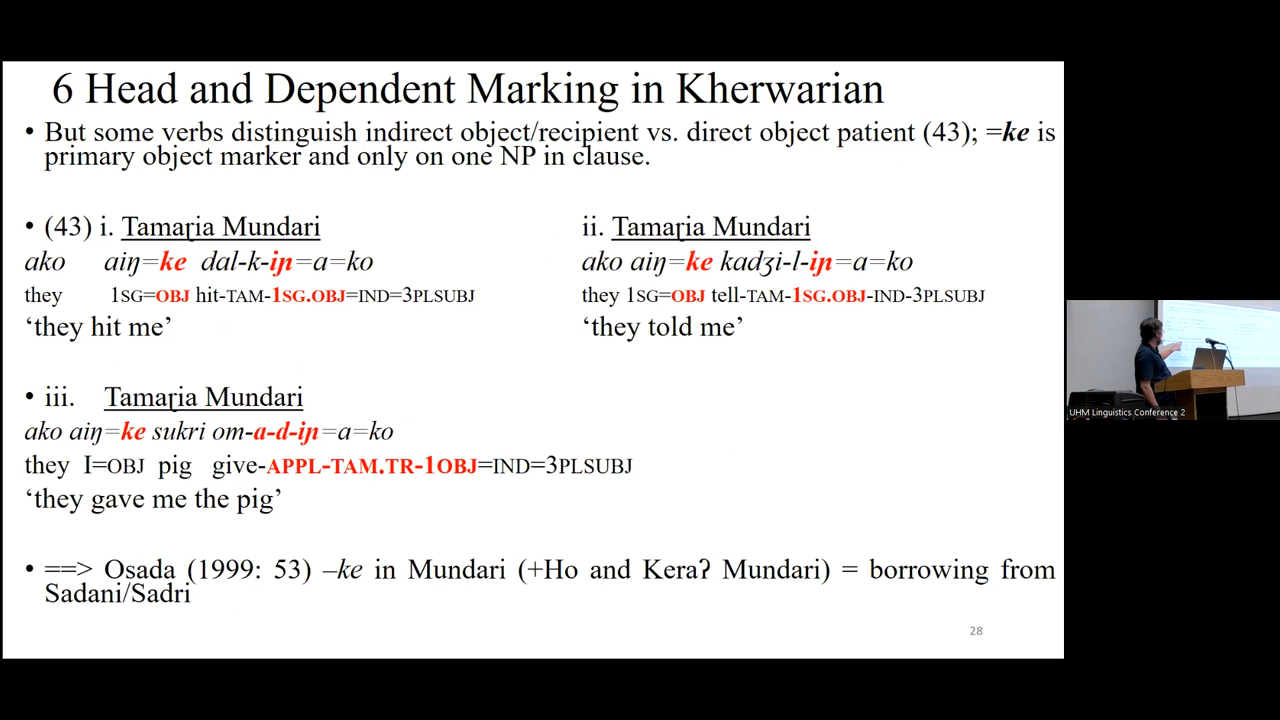 6 Head and Dependent Marking in Kherwarian
• But some verbs distinguish indirect object/recipient vs. direct object patient (43); =ke is
primary object marker and only on one NP in clause.
• (43) i. Tamaɽia Mundari
ako aiŋ=ke dal-k-iɲ=a=ko
they 1SG=OBJ hit-TAM-1SG.OBJ=IND=3PLSUBJ
‘they hit me’
ii. Tamaɽia Mundari
ako aiŋ=ke kadʒi-l-iɲ=a=ko
they 1SG=OBJ tell-TAM-1SG.OBJ-IND-3PLSUBJ
‘they told me’
• iii. Tamaɽia Mundari
ako aiŋ=ke sukri om-a-d-iɲ=a=ko
they I=OBJ pig give-APPL-TAM.TR-1OBJ=IND=3PLSUBJ
‘they gave me the pig’
• ==> Osada (1999: 53) –ke in Mundari (+Ho and Keraʔ Mundari) = borrowing from
Sadani/Sadri
28
UHM Linguistics Conference 2